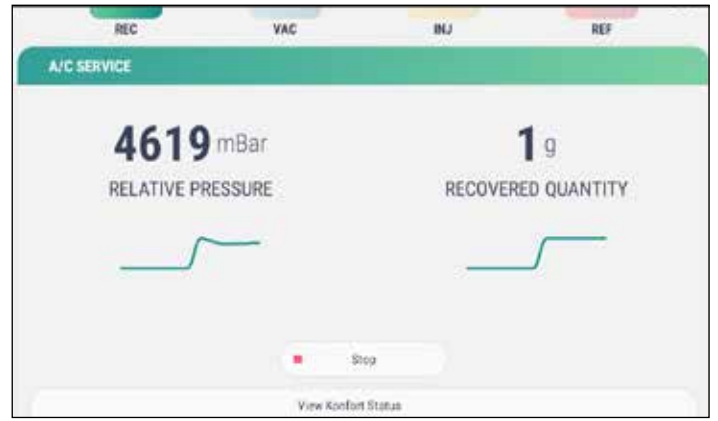 REC VAC INJ REF
A/C SERVICE
4619 mBar 1 g
RELATIVE PRESSURE RECOVERED QUANTITY
Stop
View Konfort Status